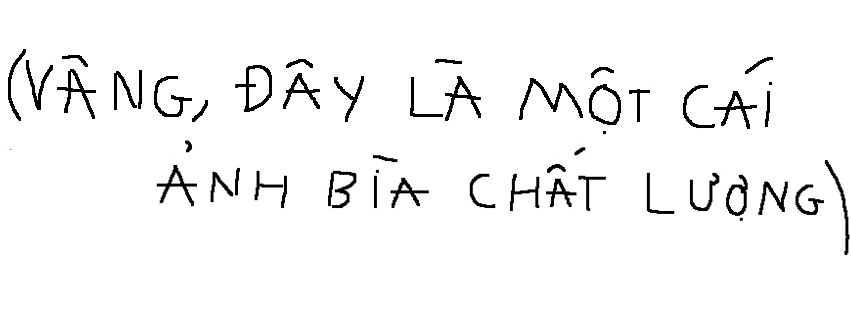 (VÂNG, ĐÂY LÀ MỘT CÁI
ẢNH BÌA CHẤT LƯỢNG)